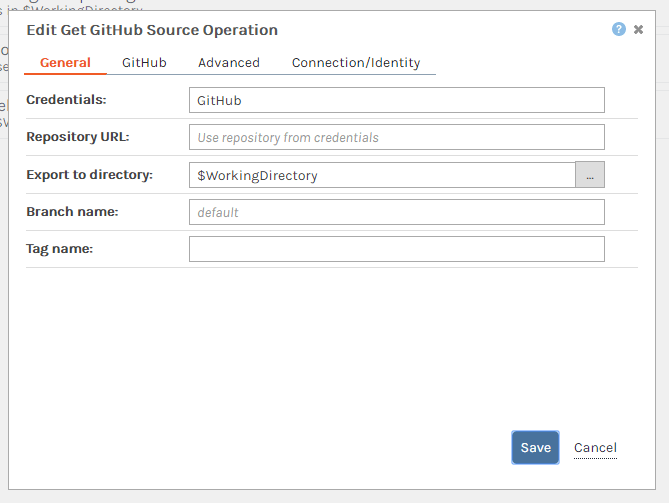 Edit Get GitHub Source Operation
General GitHub Advanced Connection/Identity
Credentials: GitHub
Repository URL: Use repository from credentials
Export to directory: $WorkingDirectory ...
Branch name: default
Tag name:
Save Cancel